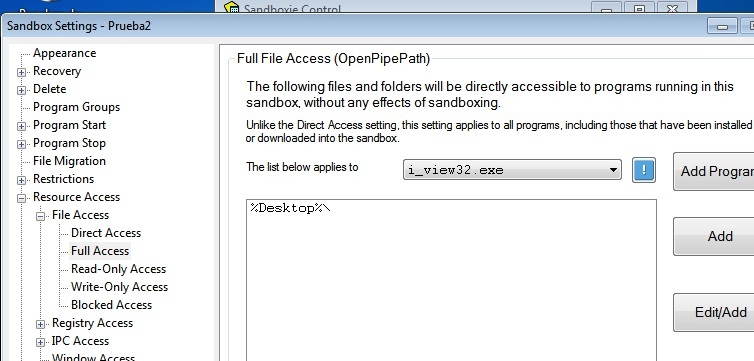 Sandboxie Control
Sandbox Settings - Prueba2
Appearance
Recovery
Delete
Program Groups
Program Start
Program Stop
File Migration
Restrictions
Resource Access
File Access
Direct Access
Full Access
Read-Only Access
Write-Only Access
Blocked Access
Registry Access
IPC Access
Window Access
Full File Access (OpenPipePath)
The following files and folders will be directly accessible to programs running in this
sandbox, without any effects of sandboxing.
Unlike the Direct Access setting, this setting applies to all programs, including those that have been installed
or downloaded into the sandbox.
The list below applies to
i_view32.exe
!
Add Program
%Desktop%\
Add
Edit/Add